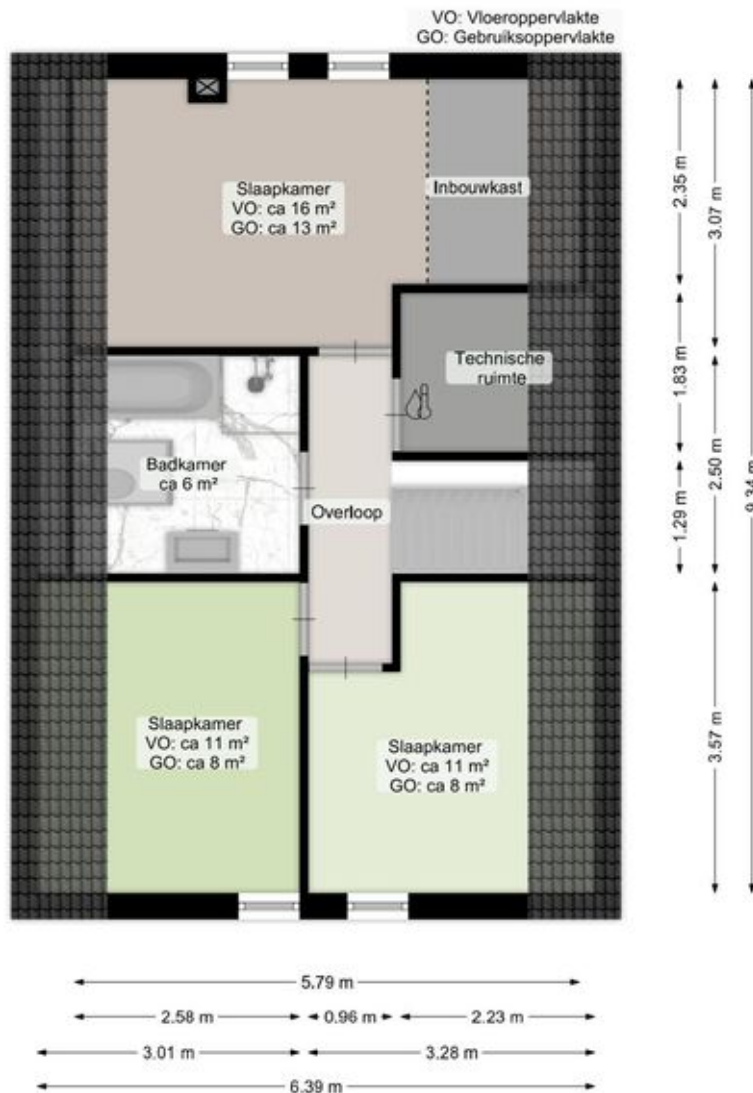 VO: Vloeroppervlakte
GO: Gebruiksoppervlakte
Slaapkamer
VO: ca 16 m²
GO: ca 13 m²
Inbouwkast
Technische
ruimte
Badkamer
ca 6 m²
Overloop
Slaapkamer
VO: ca 11 m²
GO: ca 8 m²
Slaapkamer
VO: ca 11 m²
GO: ca 8 m²
2.35 m
3.07 m
1.83 m
2.50 m
9.34 m
1.29 m
3.57 m
5.79 m
2.58 m
0.96 m
2.23 m
3.01 m
3.28 m
6.39 m